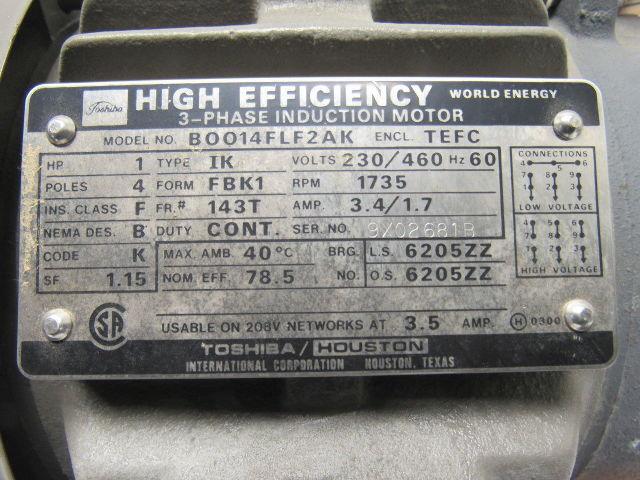 Toshiba HIGH EFFICIENCY WORLD ENERGY
3-PHASE INDUCTION MOTOR
MODEL NO. BOO14FLF2AK ENCL. TEFC
HP 1 TYPE IK VOLTS 230/460 Hz 60
POLES 4 FORM FBK1 RPM 1735
INS. CLASS F FR.# 143T AMP. 3.4/1.7
NEMA DES. B DUTY CONT. SER. NO. 9X02681B
CODE K MAX. AMB. 40°C BRG. L.S. 6205ZZ
SF 1.15 NOM. EFF. 78.5 NO. O.S. 6205ZZ
CONNECTIONS
4 5 6
7 8 9
1 2 3
LOW VOLTAGE
4 5 6
7 8 9
1 2 3
HIGH VOLTAGE
SA USABLE ON 208V NETWORKS AT 3.5 AMP. H 0300
TOSHIBA/HOUSTON
INTERNATIONAL CORPORATION HOUSTON, TEXAS